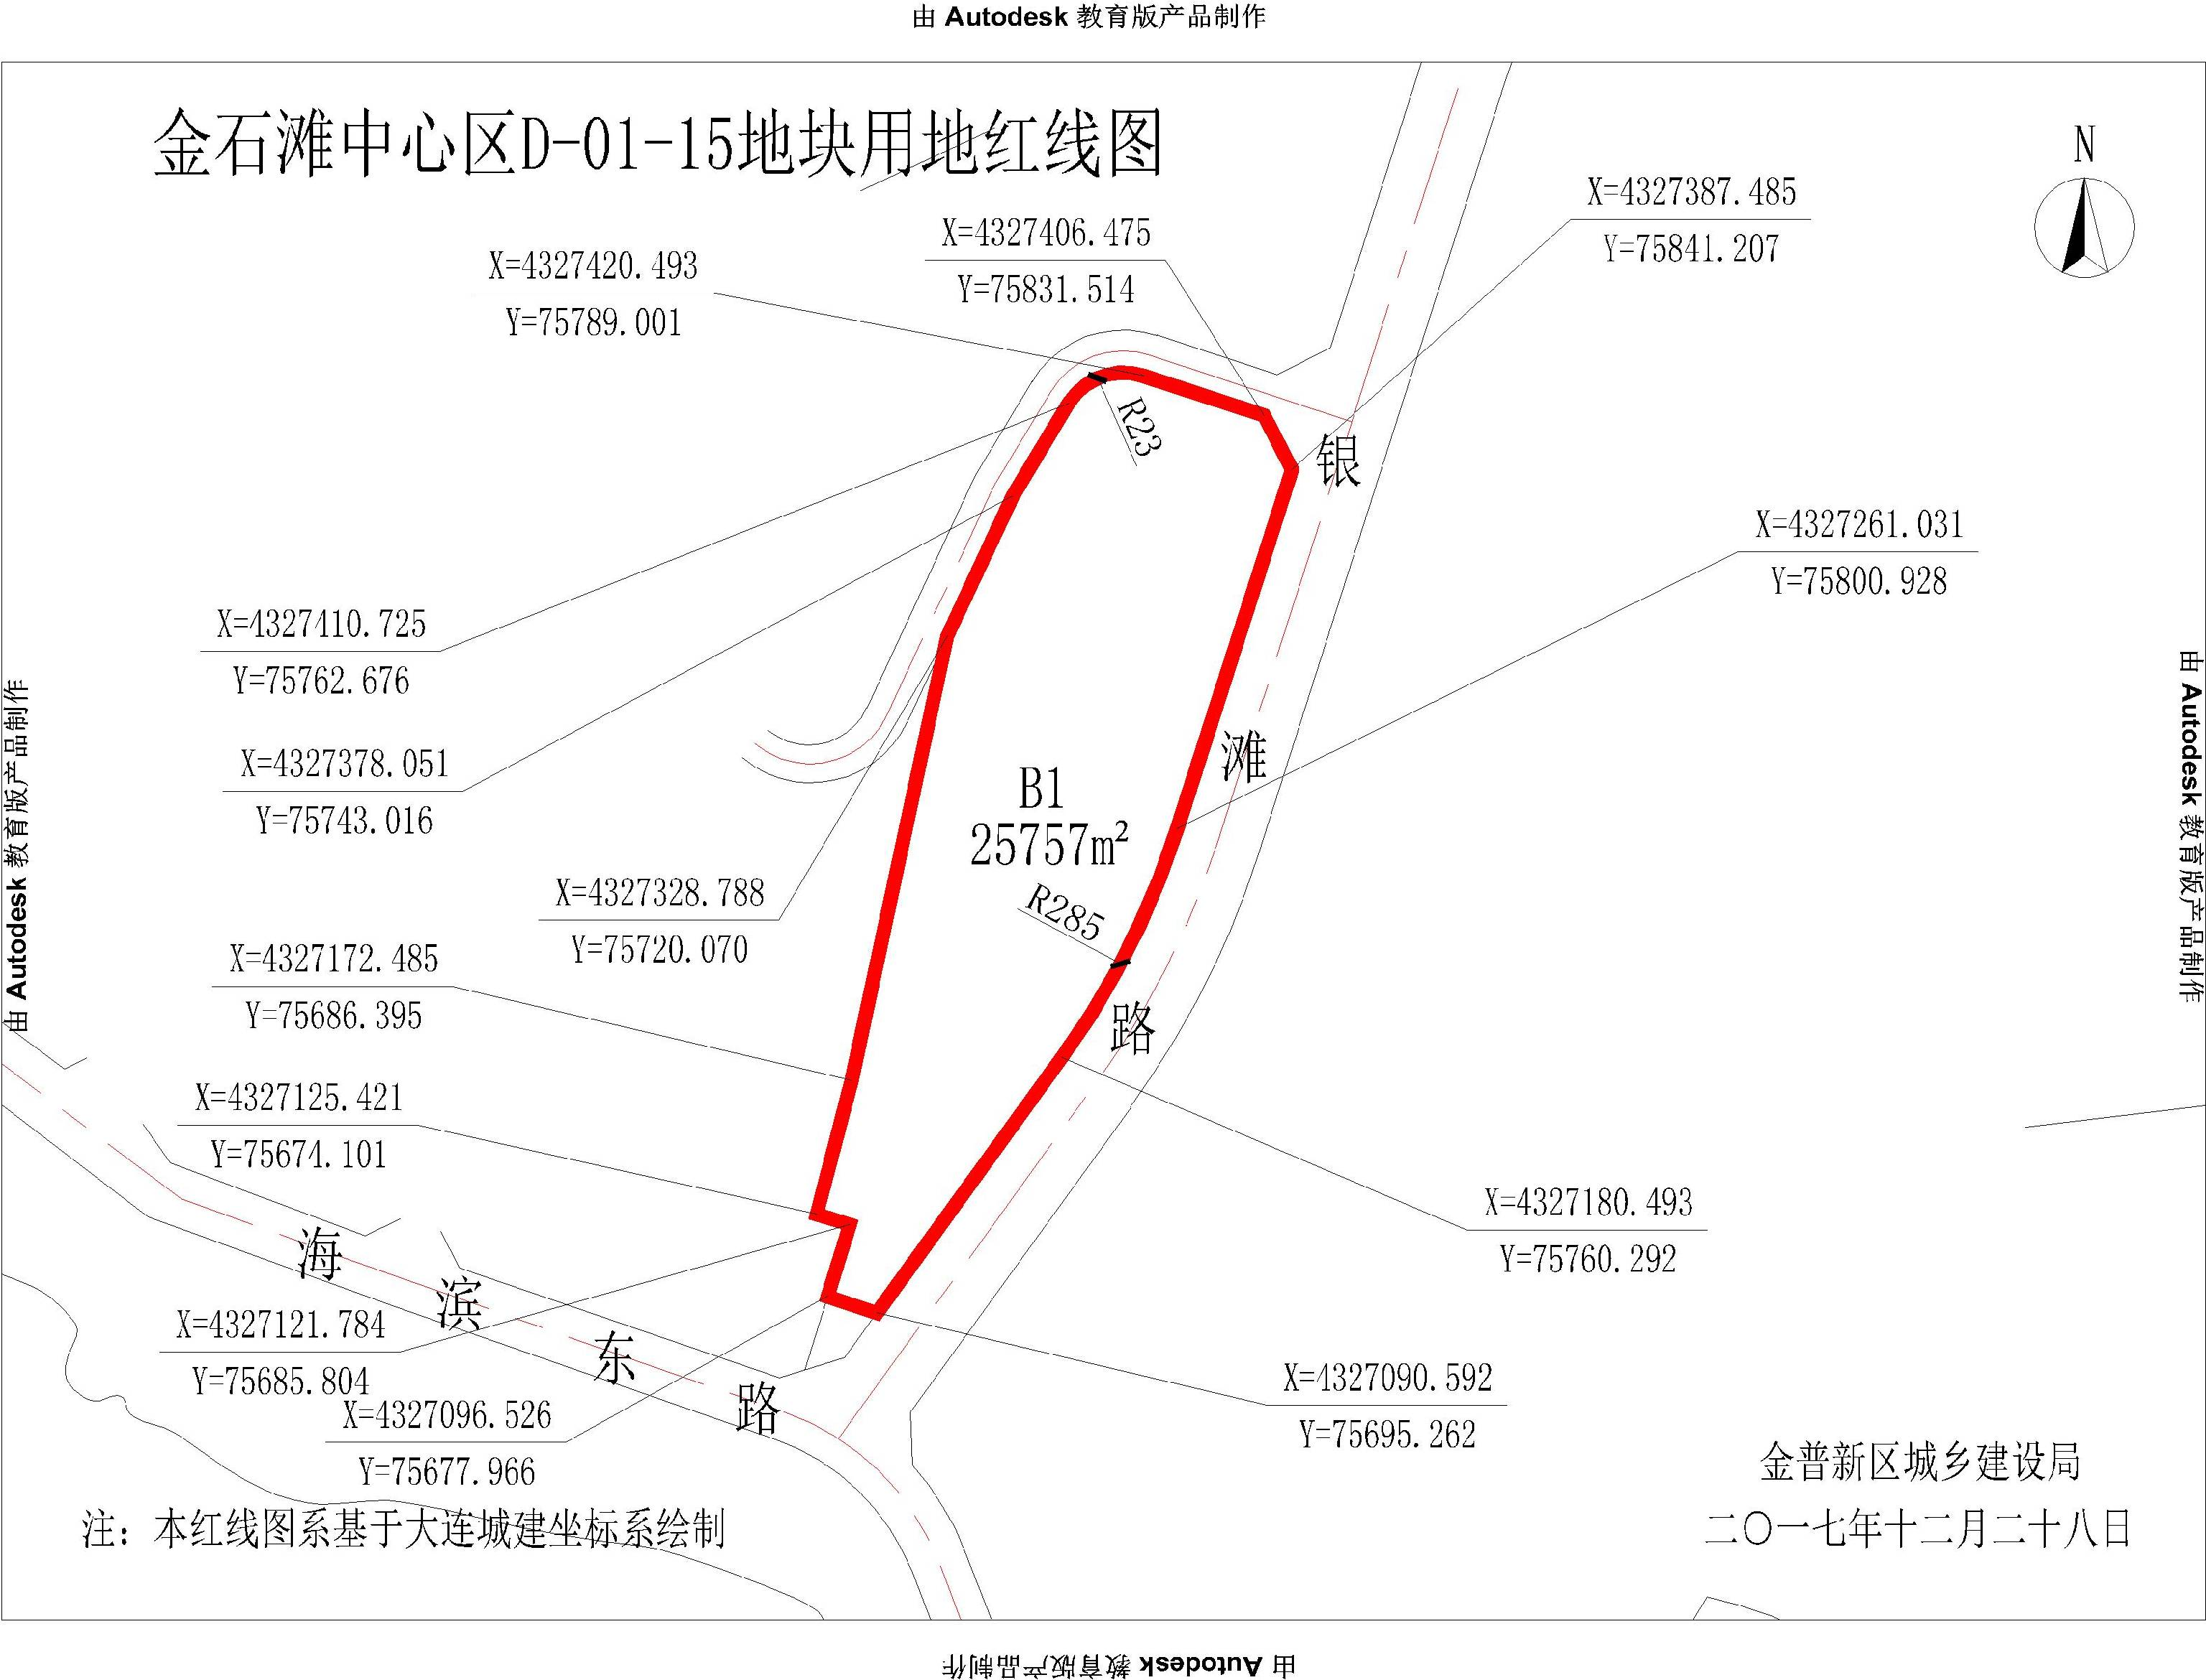 由 Autodesk 教育版产品制作
金石滩中心区D-01-15地块用地红线图
N
X=4327387.485
Y=75841.207
X=4327406.475
Y=75831.514
X=4327420.493
Y=75789.001
R23
银
X=4327261.031
Y=75800.928
X=4327410.725
Y=75762.676
由 Autodesk 教育版产品制作
由 Autodesk 教育版产品制作
滩
X=4327378.051
Y=75743.016
B1
25757m²
X=4327328.788
Y=75720.070
R285
X=4327172.485
Y=75686.395
路
X=4327125.421
Y=75674.101
X=4327180.493
Y=75760.292
海滨东路
X=4327121.784
Y=75685.804
X=4327090.592
Y=75695.262
X=4327096.526
Y=75677.966
金普新区城乡建设局
注：本红线图系基于大连城建坐标系绘制
二〇一七年十二月二十八日
由 Autodesk 教育版产品制作